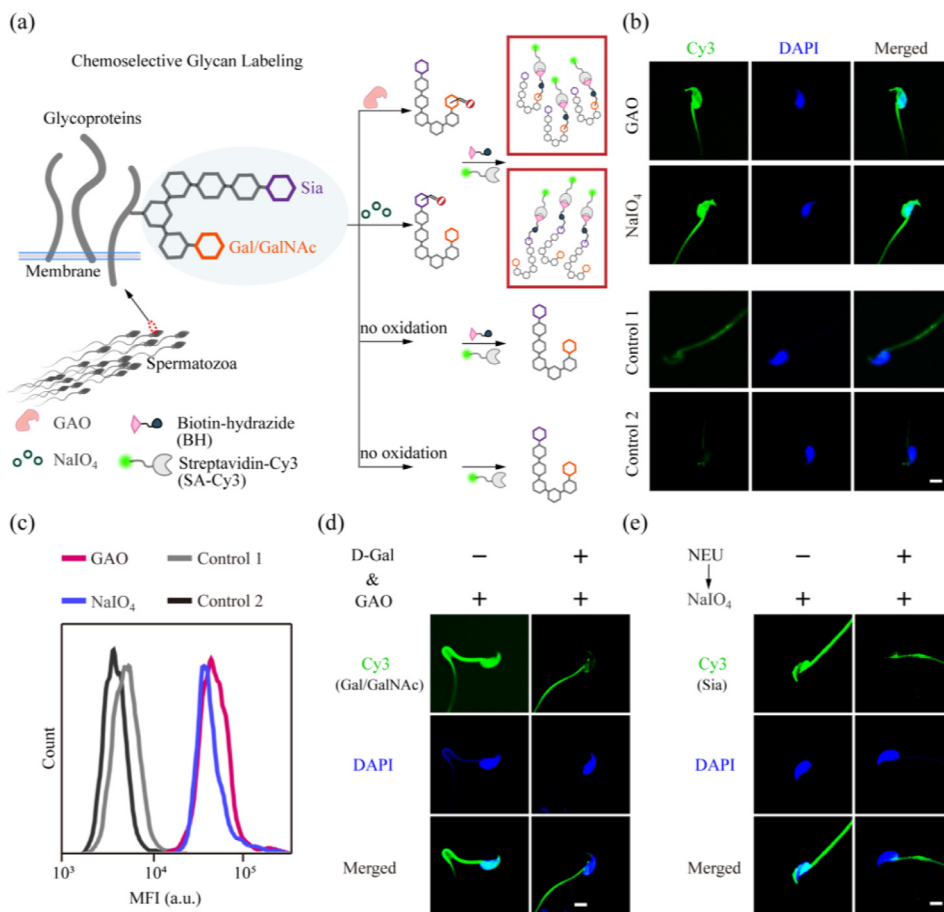 (a)
Chemoselective Glycan Labeling
Glycoproteins
Sia
Gal/GalNAc
Membrane
Spermatozoa
GAO
NaIO₄
Biotin-hydrazide
(BH)
Streptavidin-Cy3
(SA-Cy3)
GAO
NaIO₄
no oxidation
no oxidation
(b)
Cy3 DAPI Merged
GAO
NaIO₄
Control 1
Control 2
(c)
GAO Control 1
NaIO₄ Control 2
Count
10³ 10⁴ 10⁵
MFI (a.u.)
(d)
D-Gal − +
&
GAO + +
Cy3
(Gal/GalNAc)
DAPI
Merged
(e)
NEU − +
NaIO₄ + +
Cy3
(Sia)
DAPI
Merged